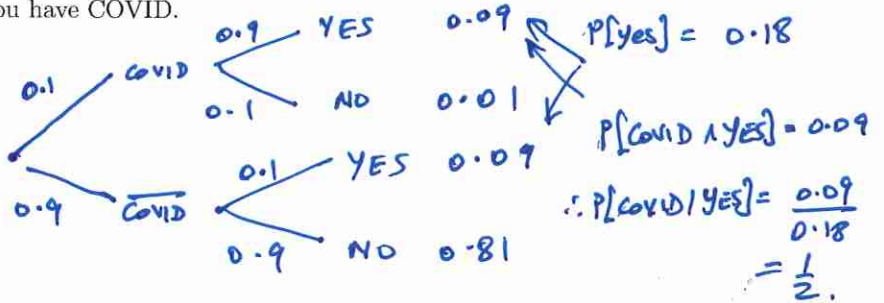 ou have COVID.
0.9 YES 0.09 P[yes] = 0.18
0.1 COVID
0.1 NO 0.01
P[COVID ∧ YES] = 0.09
0.1 YES 0.09
0.9 COVID ∴ P[COVID | YES] = 0.09
0.18
0.9 NO 0.81
= 1
2.